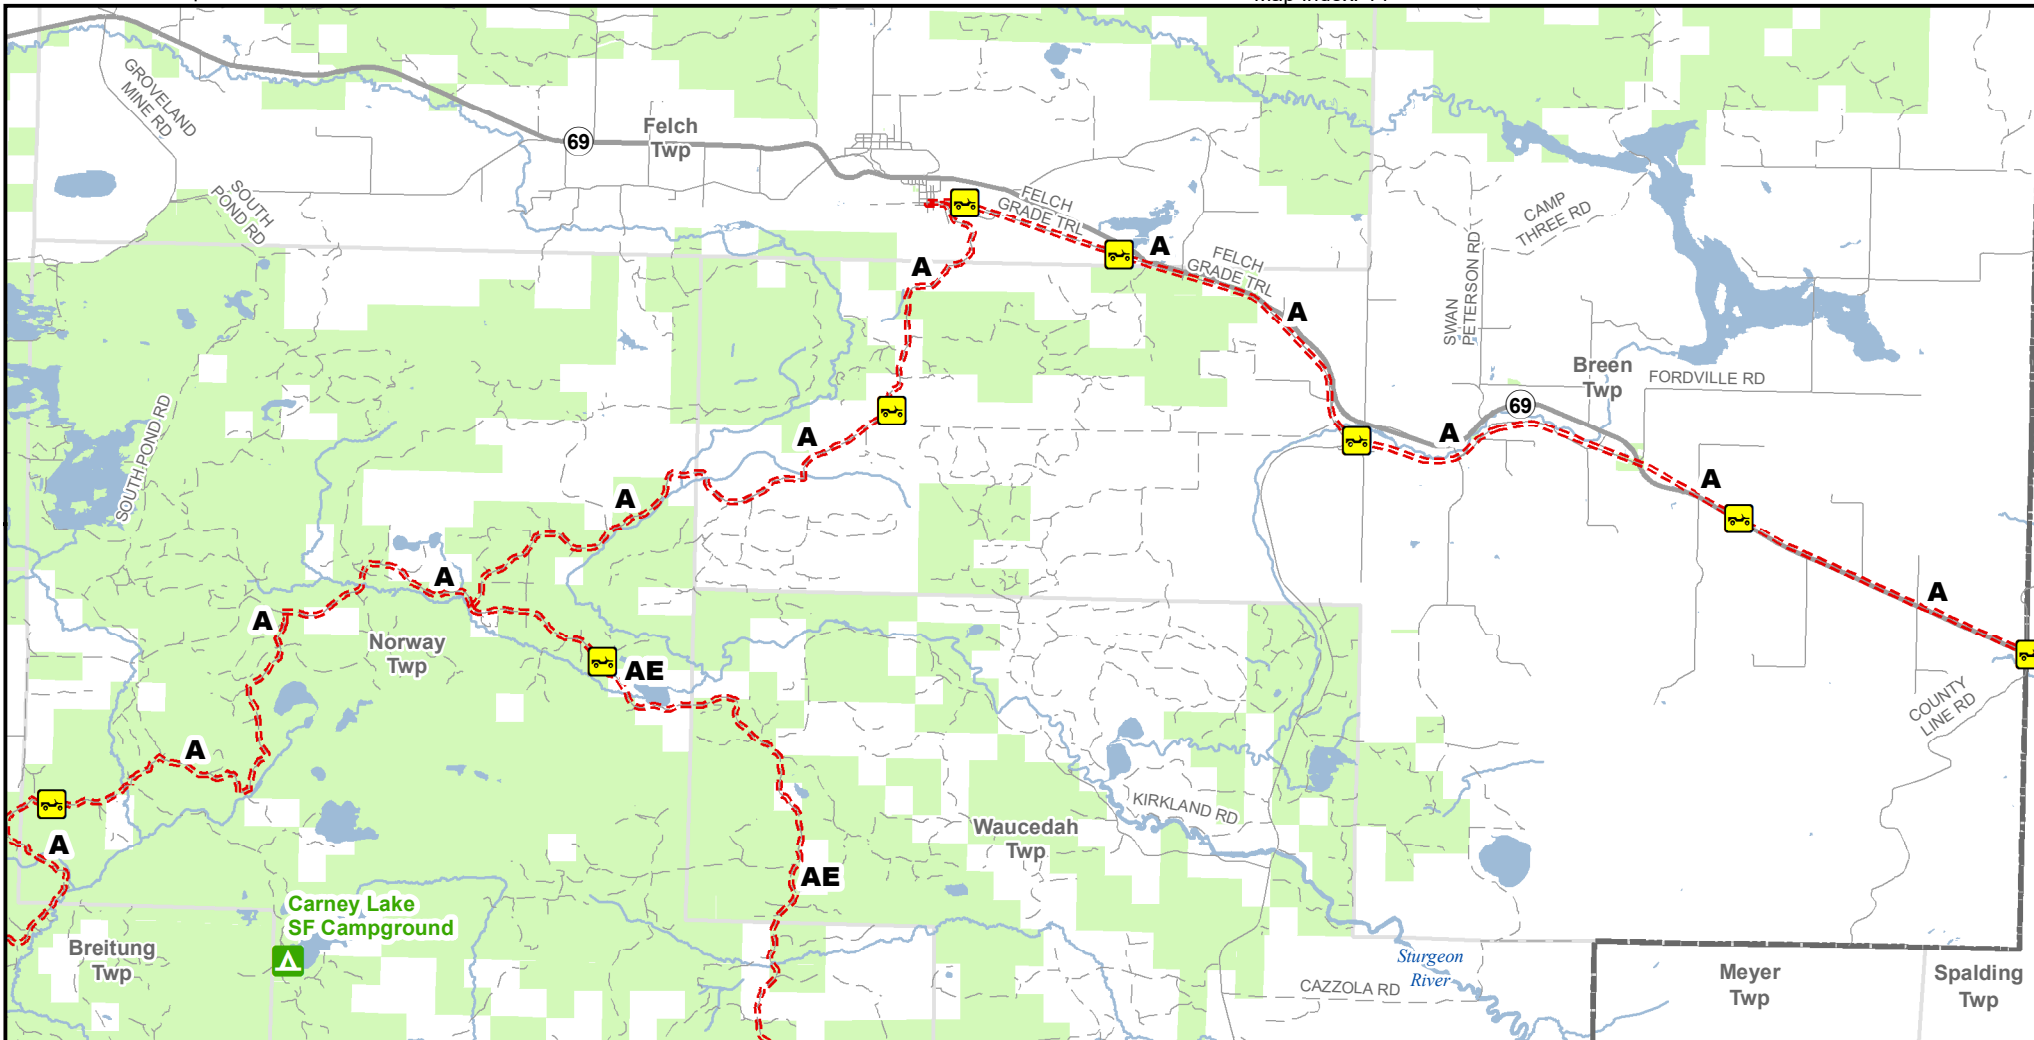 GROVELAND
MINE RD
69
Felch
Twp
SOUTH
POND RD
FELCH
GRADE TRL
A
A
FELCH
GRADE TRL
A
CAMP
THREE RD
SWAN
PETERSON RD
Breen
Twp
FORDVILLE RD
69
SOUTH POND RD
A
A
A
A
A
A
A
Norway
Twp
AE
COUNTY
LINE RD
A
KIRKLAND RD
Waucedah
Twp
A
AE
Carney Lake
SF Campground
Breitung
Twp
Sturgeon
River
CAZZOLA RD
Meyer
Twp
Spalding
Twp